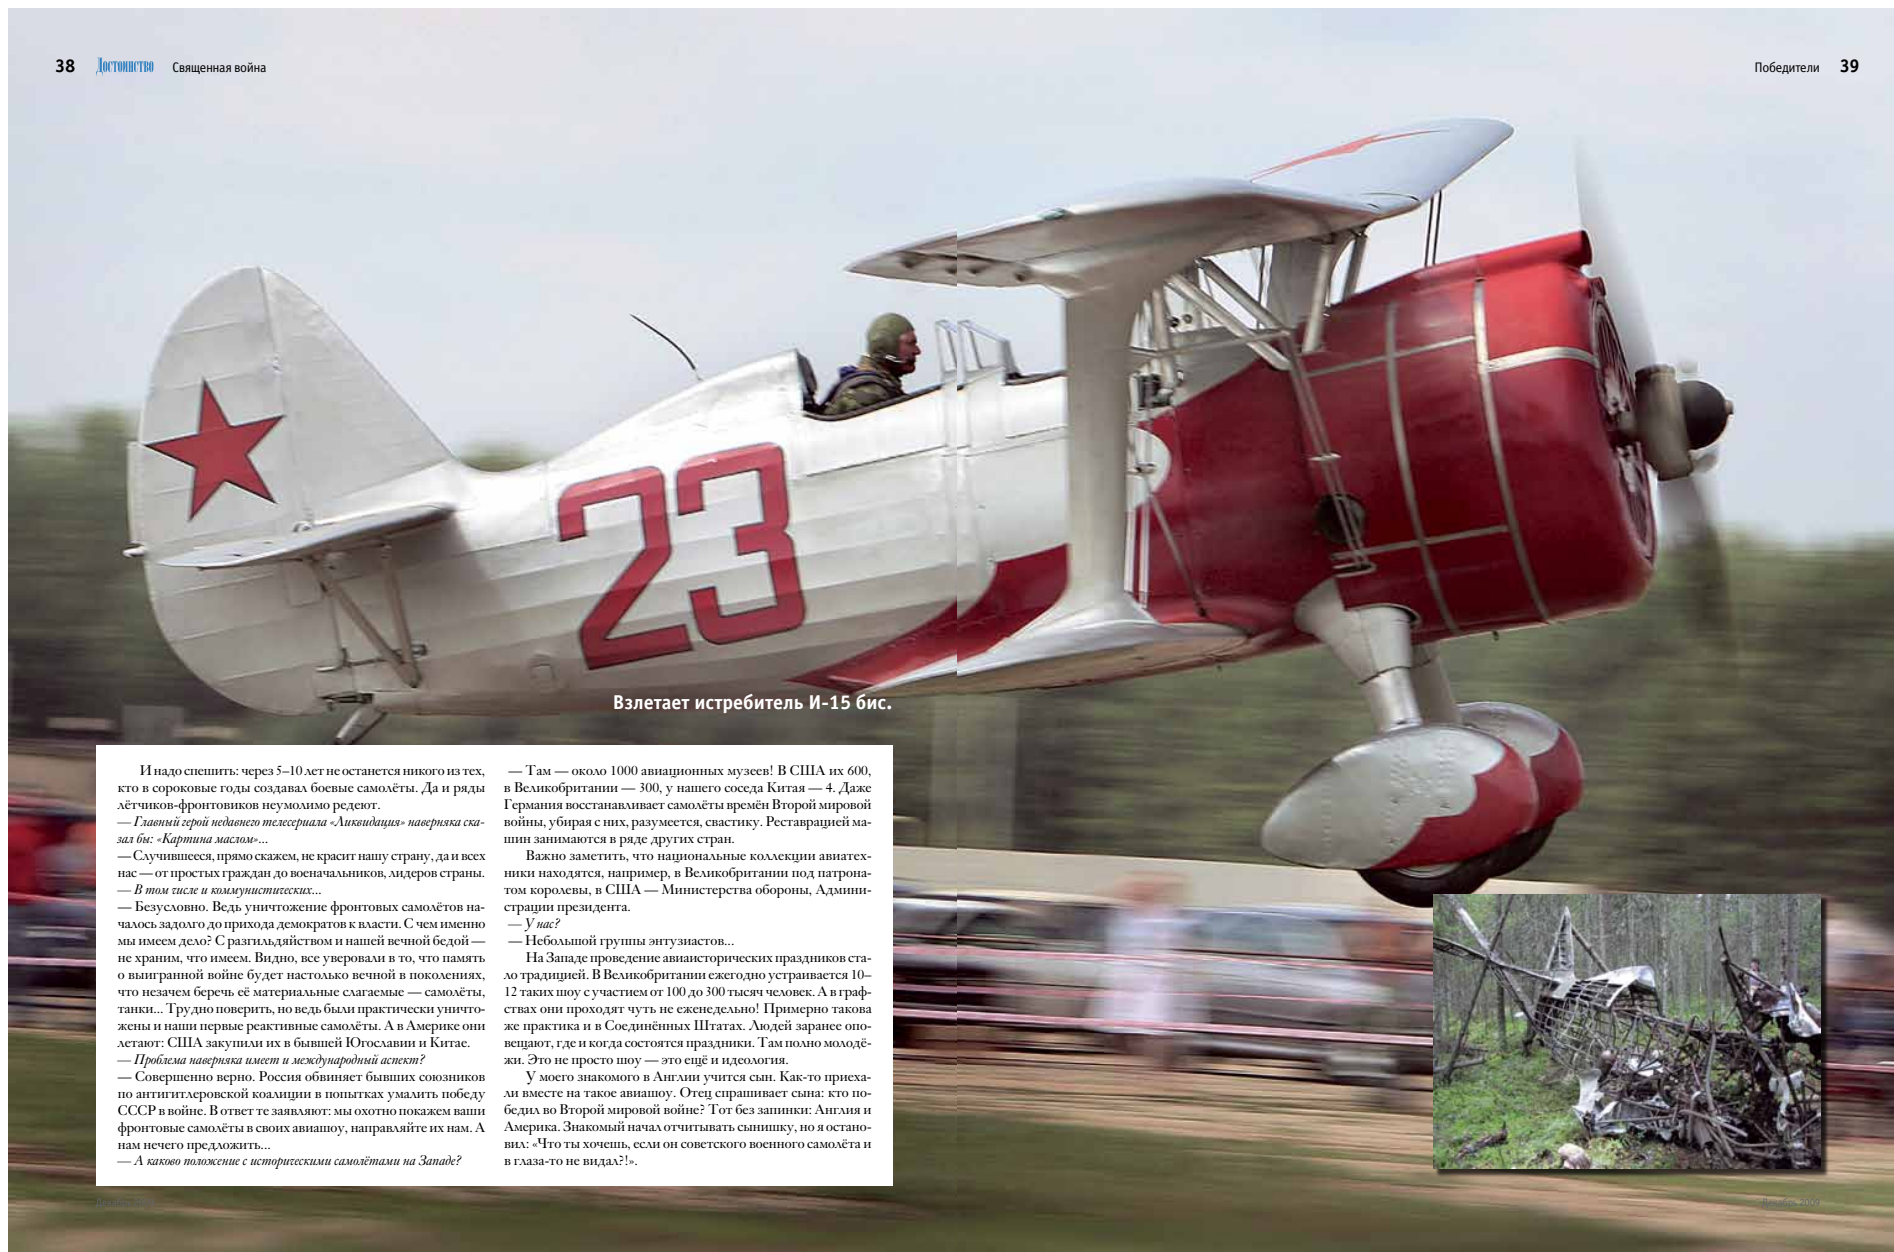 38 Достоинство Священная война
Победители 39
23
Взлетает истребитель И-15 бис.
И надо спешить: через 5–10 лет не останется никого из тех,
кто в сороковые годы создавал боевые самолёты. Да и ряды
лётчиков-фронтовиков неумолимо редеют.
— Главный герой недавнего телесериала «Ликвидация» наверняка ска-
зал бы: «Картина маслом»...
— Случившееся, прямо скажем, не красит нашу страну, да и всех
нас — от простых граждан до военачальников, лидеров страны.
— В том числе и коммунистических...
— Безусловно. Ведь уничтожение фронтовых самолётов на-
чалось задолго до прихода демократов к власти. С чем именно
мы имеем дело? С разгильдяйством и нашей вечной бедой —
не храним, что имеем. Видно, все уверовали в то, что память
о выигранной войне будет настолько вечной в поколениях,
что незачем беречь её материальные слагаемые — самолёты,
танки... Трудно поверить, но ведь были практически уничто-
жены и наши первые реактивные самолёты. А в Америке они
летают: США закупили их в бывшей Югославии и Китае.
— Проблема наверняка имеет и международный аспект?
— Совершенно верно. Россия обвиняет бывших союзников
по антигитлеровской коалиции в попытках умалить победу
СССР в войне. В ответ те заявляют: мы охотно покажем ваши
фронтовые самолёты в своих авиашоу, направляйте их нам. А
нам нечего предложить...
— А каково положение с историческими самолётами на Западе?
— Там — около 1000 авиационных музеев! В США их 600,
в Великобритании — 300, у нашего соседа Китая — 4. Даже
Германия восстанавливает самолёты времён Второй мировой
войны, убирая с них, разумеется, свастику. Реставрацией ма-
шин занимаются в ряде других стран.
Важно заметить, что национальные коллекции авиатех-
ники находятся, например, в Великобритании под патрона-
том королевы, в США — Министерства обороны, Админи-
страции президента.
— У нас?
— Небольшой группы энтузиастов...
На Западе проведение авиаисторических праздников ста-
ло традицией. В Великобритании ежегодно устраивается 10–
12 таких шоу с участием от 100 до 300 тысяч человек. А в граф-
ствах они проходят чуть не еженедельно! Примерно такова
же практика и в Соединённых Штатах. Людей заранее опо-
вещают, где и когда состоятся праздники. Там полно молодё-
жи. Это не просто шоу — это ещё и идеология.
У моего знакомого в Англии учится сын. Как-то приеха-
ли вместе на такое авиашоу. Отец спрашивает сына: кто по-
бедил во Второй мировой войне? Тот без запинки: Англия и
Америка. Знакомый начал отчитывать сынишку, но я остано-
вил: «Что ты хочешь, если он советского военного самолёта и
в глаза-то не видал?!».